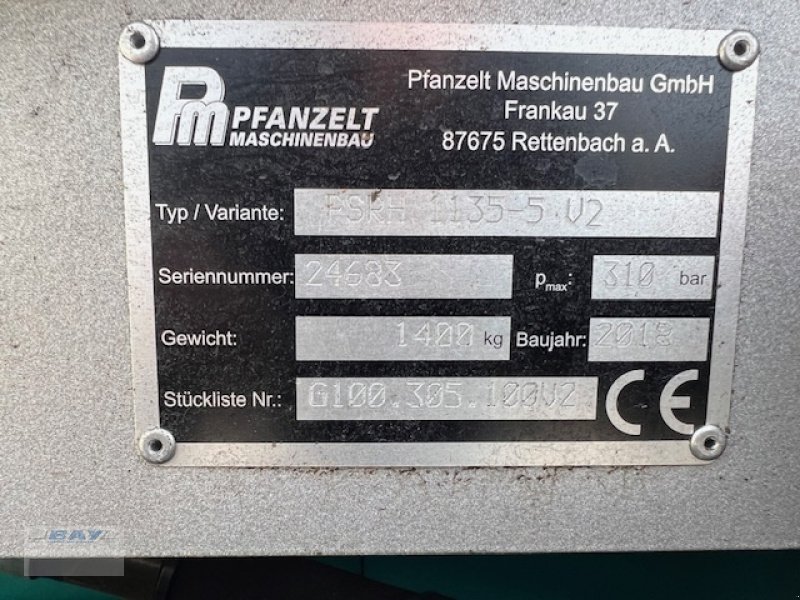 Pm PFANZELT
MASCHINENBAU
Pfanzelt Maschinenbau GmbH
Frankau 37
87675 Rettenbach a. A.
Typ / Variante: PSRH 1135-5 V2
Seriennummer: 24683 pmax: 310 bar
Gewicht: 1400 kg Baujahr: 2018
Stückliste Nr.: G100.305.100V2 CE
BAY